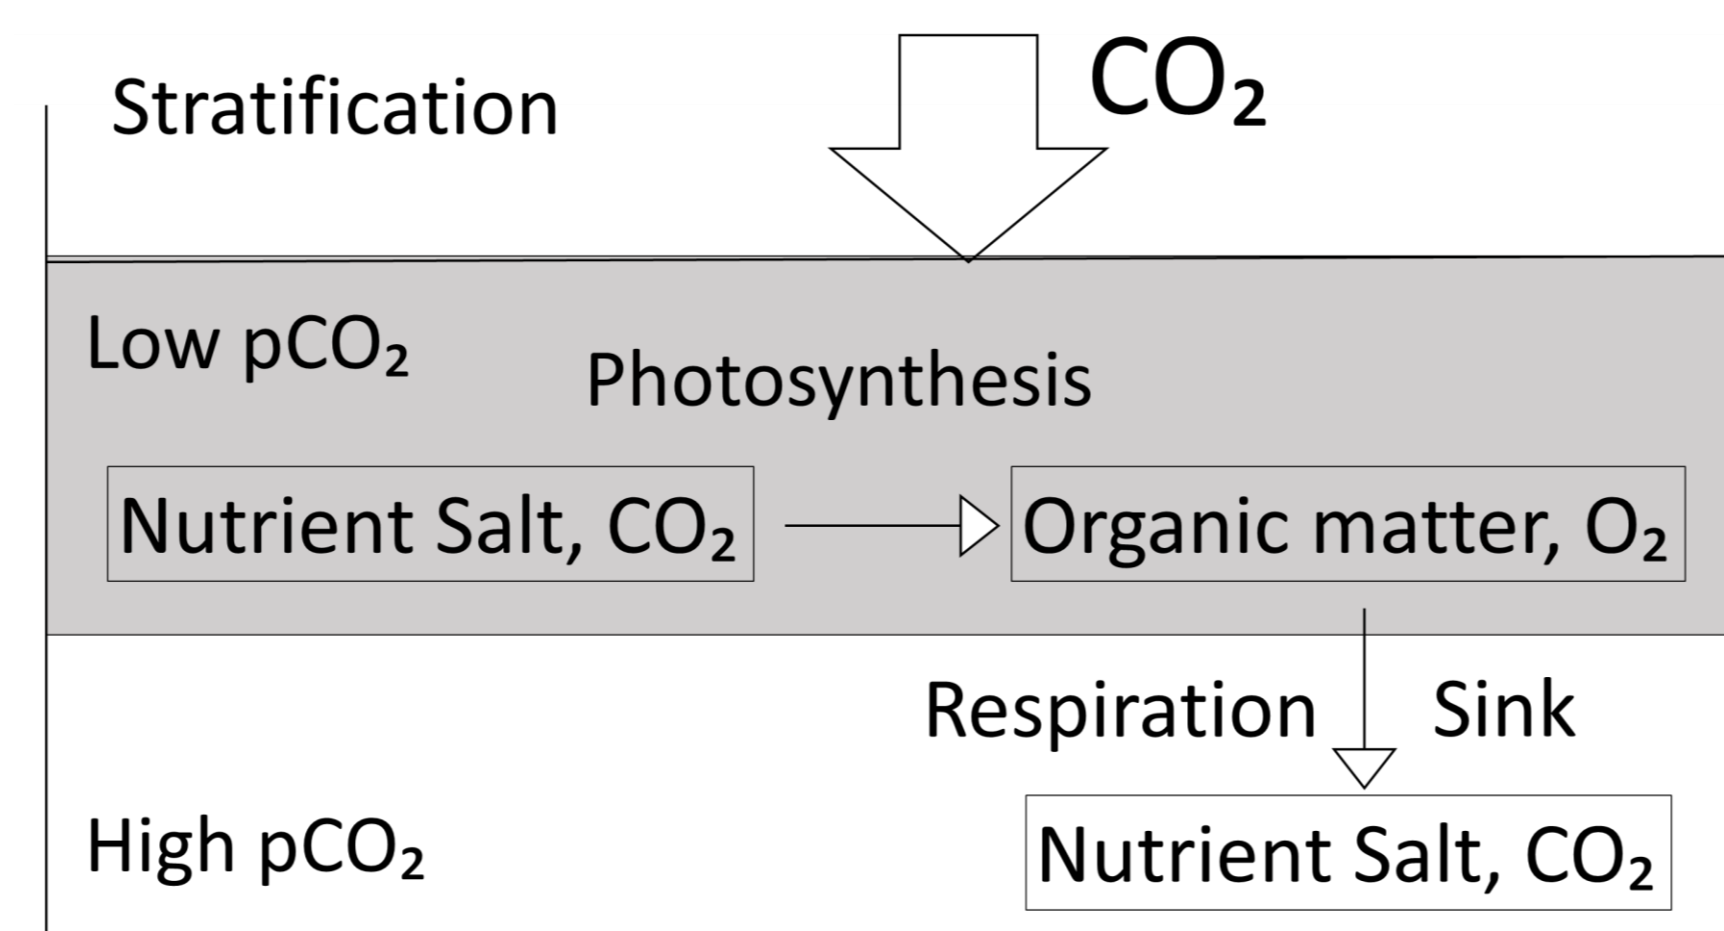 Stratification
CO₂
Low pCO₂
Photosynthesis
Nutrient Salt, CO₂
Organic matter, O₂
Respiration
Sink
High pCO₂
Nutrient Salt, CO₂